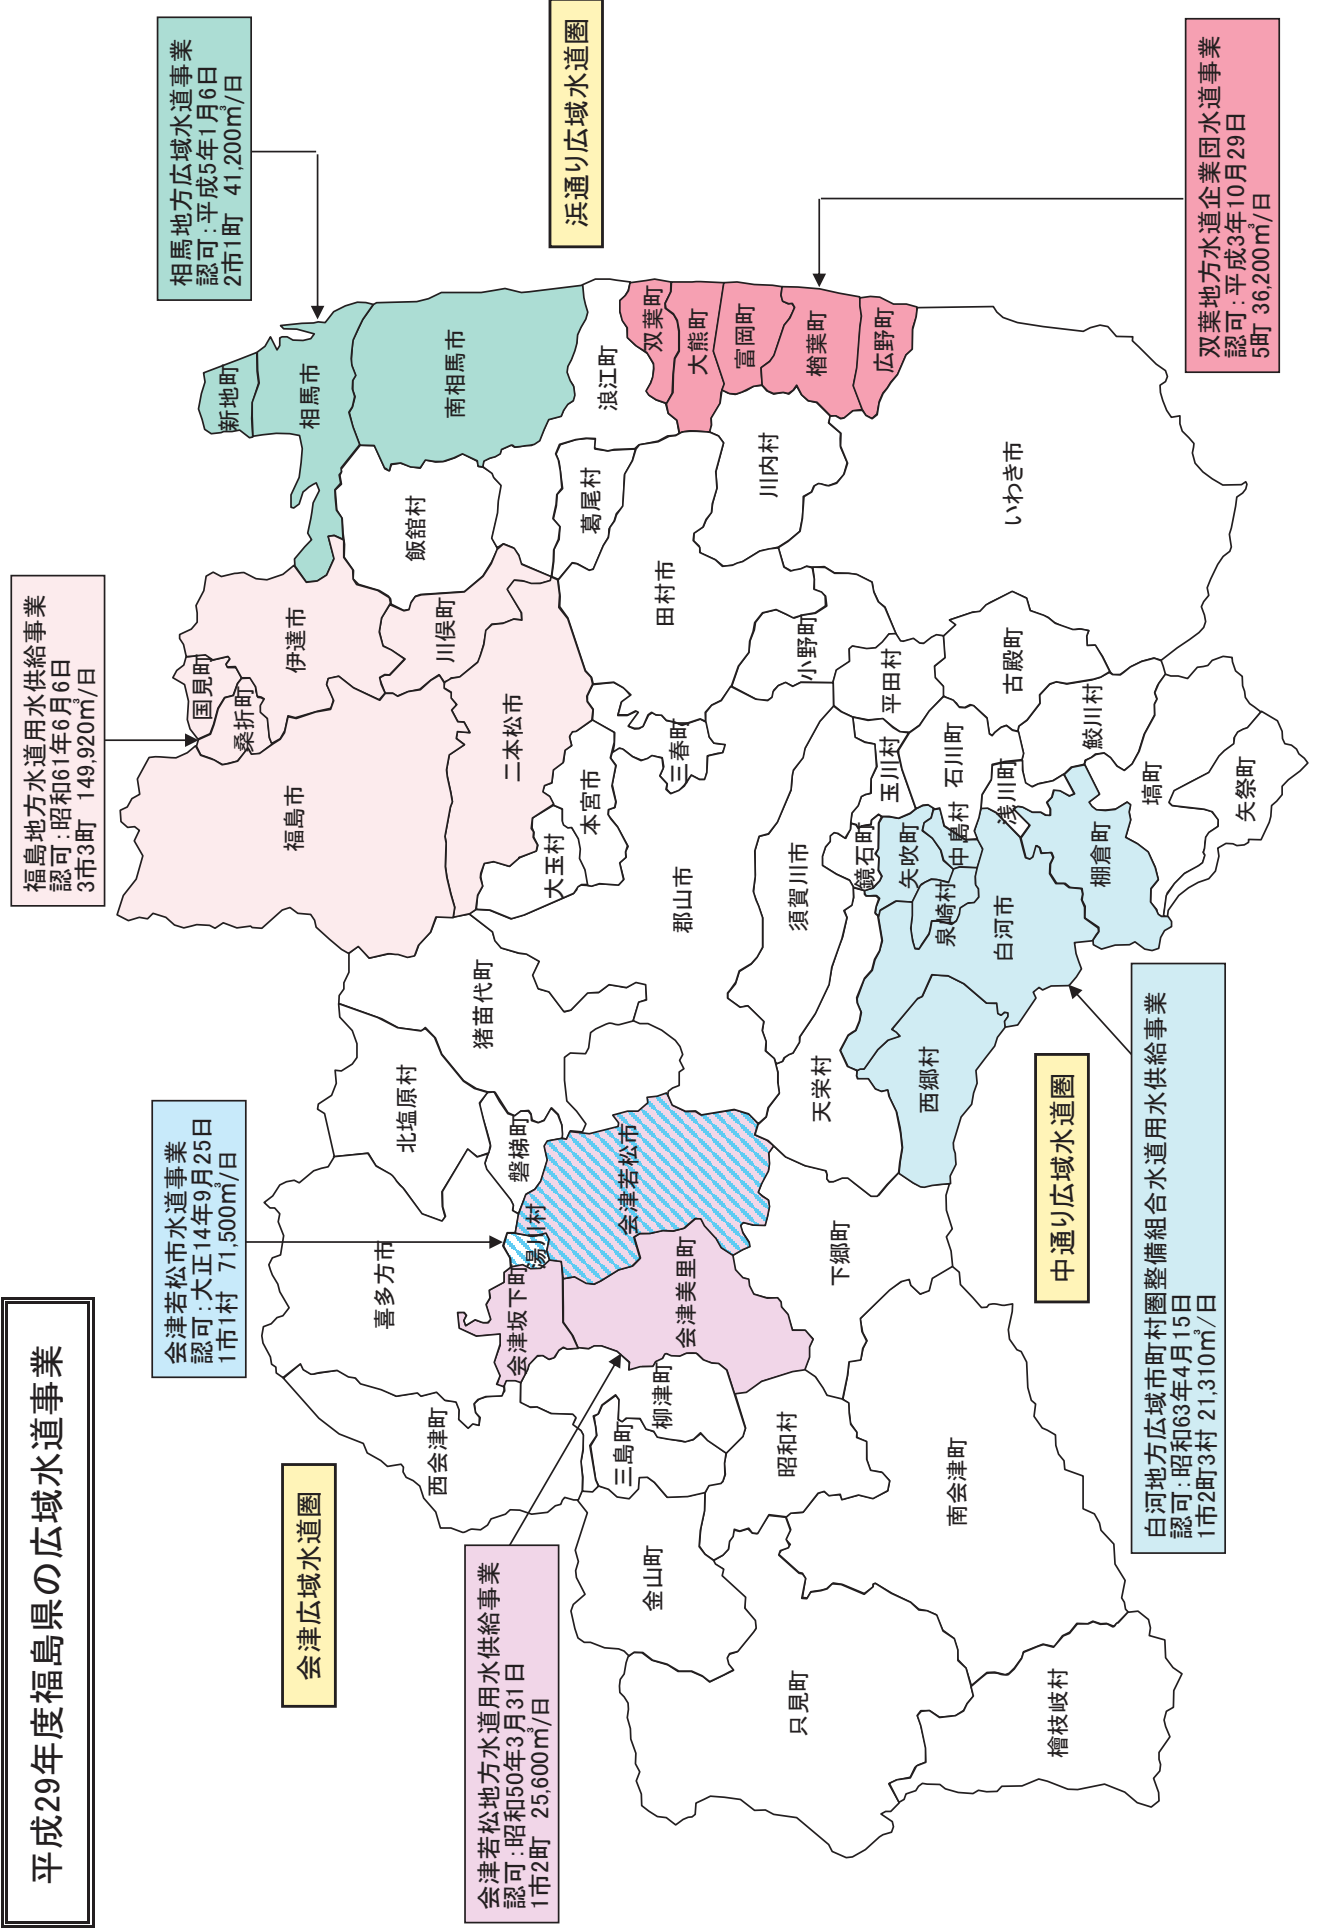 平成29年度福島県の広域水道事業
会津若松市水道事業
認可：大正14年9月25日
1市1村　71,500㎥/日
福島地方水道用水供給事業
認可：昭和61年6月6日
3市3町　149,920㎥/日
相馬地方広域水道事業
認可：平成5年1月6日
2市1町　41,200㎥/日
会津広域水道圏
浜通り広域水道圏
会津若松地方水道用水供給事業
認可：昭和50年3月31日
1市2町　25,600㎥/日
中通り広域水道圏
白河地方広域市町村圏整備組合水道用水供給事業
認可：昭和63年4月15日
1市2町3村 21,310㎥/日
双葉地方水道企業団水道事業
認可：平成3年10月29日
5町 36,200㎥/日
新地町
相馬市
南相馬市
国見町
桑折町
伊達市
福島市
飯舘村
川俣町
二本松市
浪江町
葛尾村
双葉町
大熊町
富岡町
楢葉町
広野町
川内村
いわき市
田村市
小野町
三春町
本宮市
大玉村
郡山市
須賀川市
平田村
古殿町
玉川村
石川町
浅川町
鮫川村
塙町
矢祭町
鏡石町
矢吹町
中島村
泉崎村
白河市
棚倉町
西郷村
天栄村
猪苗代町
北塩原村
磐梯町
喜多方市
湯川村
会津若松市
会津坂下町
会津美里町
下郷町
西会津町
柳津町
三島町
昭和村
金山町
南会津町
只見町
檜枝岐村